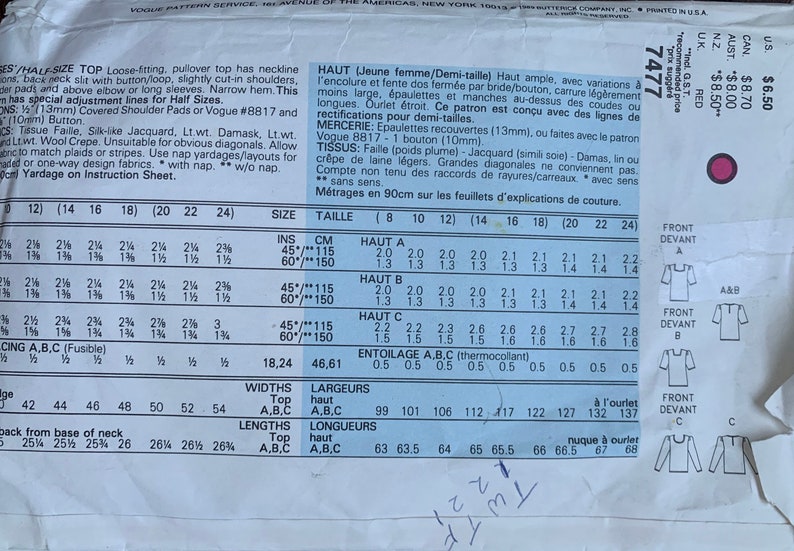 VOGUE PATTERN SERVICE, 161 AVENUE OF THE AMERICAS, NEW YORK 10013 • 1989 BUTTERICK COMPANY, INC. • PRINTED IN U.S.A.
ALL RIGHTS RESERVED.
/HALF-SIZE TOP Loose-fitting, pullover top has neckline
back neck slit with button/loop, slightly cut-in shoulders,
pads and above elbow or long sleeves. Narrow hem. This
has special adjustment lines for Half Sizes.
½" (13mm) Covered Shoulder Pads or Vogue #8817 and
(10mm) Button.
Tissue Faille, Silk-like Jacquard, Lt.wt. Damask, Lt.wt.
Lt.wt. Wool Crepe. Unsuitable for obvious diagonals. Allow
to match plaids or stripes. Use nap yardages/layouts for
or one-way design fabrics. * with nap. ** w/o nap.
Yardage on Instruction Sheet.
HAUT (Jeune femme/Demi-taille) Haut ample, avec variations à
l'encolure et fente dos fermée par bride/bouton, carrure légèrement
moins large, épaulettes et manches au-dessus des coudes ou
longues. Ourlet étroit. Ce patron est conçu avec des lignes de
rectifications pour demi-tailles.
MERCERIE: Epaulettes recouvertes (13mm), ou faites avec le patron
Vogue 8817 - 1 bouton (10mm).
TISSUS: Faille (poids plume) - Jacquard (simili soie) - Damas, lin ou
crêpe de laine légers. Grandes diagonales ne conviennent pas.
Compte non tenu des raccords de rayures/carreaux. * avec sens
** sans sens.
Métrages en 90cm sur les feuillets d'explications de couture.
12) (14 16 18) (20 22 24) SIZE
INS
2⅛ 2⅛ 2⅛ 2¼ 2¼ 2¼ 2¼ 2⅜ 45*/**
1⅜ 1⅜ 1⅜ 1⅜ 1⅜ 1½ 1½ 1½ 60*/**
2⅛ 2⅛ 2⅛ 2¼ 2¼ 2¼ 2¼ 2⅜ 45*/**
1⅜ 1⅜ 1⅜ 1⅜ 1⅜ 1½ 1½ 1½ 60*/**
2½ 2¾ 2¾ 2¾ 2⅞ 2⅞ 3 45*/**
1⅝ 1¾ 1¾ 1¾ 1¾ 1¾ 1¾ 60*/**
A,B,C (Fusible)
½ ½ ½ ½ ½ ½ ½ ½ 18,24
WIDTHS
Top
42 44 46 48 50 52 54 A,B,C
back from base of neck LENGTHS
Top
25¼ 25½ 25¾ 26 26¼ 26½ 26¾ A,B,C
TAILLE ( 8 10 12) (14 16 18) (20 22 24)
CM HAUT A
115 2.0 2.0 2.0 2.0 2.1 2.1 2.1 2.1 2.2
150 1.3 1.3 1.3 1.3 1.3 1.3 1.4 1.4 1.4
HAUT B
115 2.0 2.0 2.0 2.0 2.1 2.1 2.1 2.1 2.2
150 1.3 1.3 1.3 1.3 1.3 1.3 1.4 1.4 1.4
HAUT C
115 2.2 2.2 2.3 2.6 2.6 2.6 2.7 2.7 2.8
150 1.5 1.5 1.5 1.6 1.6 1.6 1.6 1.6 1.6
ENTOILAGE A,B,C (thermocollant)
46,61 0.5 0.5 0.5 0.5 0.5 0.5 0.5 0.5 0.5
LARGEURS
haut à l'ourlet
A,B,C 99 101 106 112 117 122 127 132 137
LONGUEURS
haut nuque à ourlet
A,B,C 63 63.5 64 65 65.5 66 66.5 67 68
U.S. $6.50
CAN. $8.70
AUST. *$8.00
N.Z. *$8.50**
U.K. RED
**Incl. G.S.T.
*recommended price
*prix suggéré
7477
FRONT
DEVANT
A
A&B
FRONT
DEVANT
B
FRONT
DEVANT
C
C